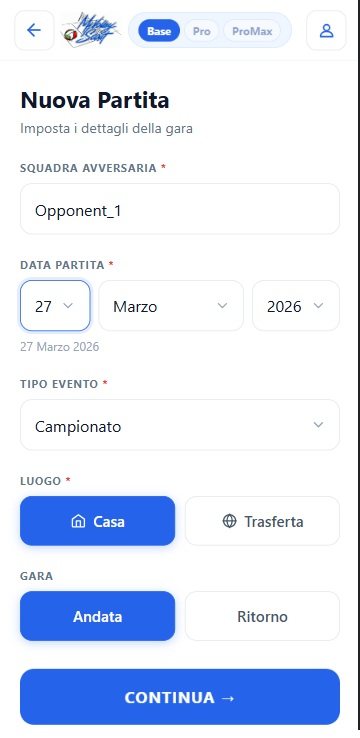 Base Pro ProMax
Nuova Partita
Imposta i dettagli della gara
SQUADRA AVVERSARIA *
Opponent_1
DATA PARTITA *
27 Marzo 2026
27 Marzo 2026
TIPO EVENTO *
Campionato
LUOGO *
Casa Trasferta
GARA
Andata Ritorno
CONTINUA →